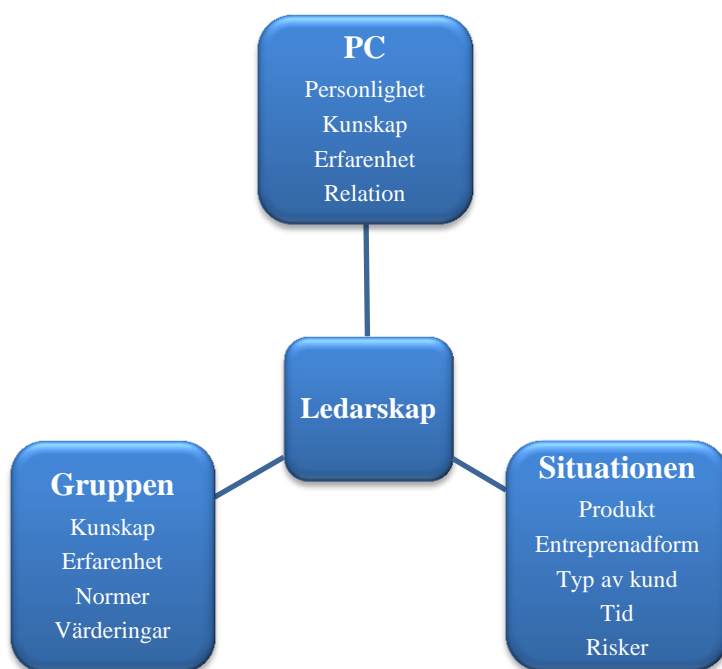 PC
Personlighet
Kunskap
Erfarenhet
Relation
Ledarskap
Gruppen
Kunskap
Erfarenhet
Normer
Värderingar
Situationen
Produkt
Entreprenadform
Typ av kund
Tid
Risker